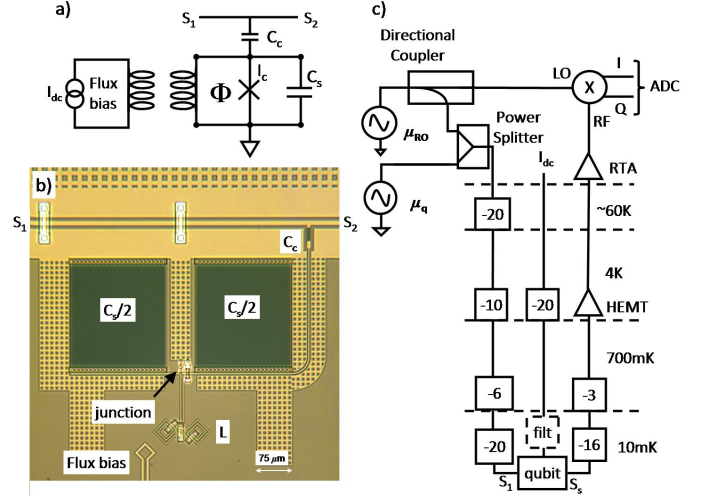 a)
S1 S2
Cc
Idc
Flux
bias
Φ
Ic
Cs
b)
S1 S2
Cc
Cs/2 Cs/2
junction
L
Flux bias
75 μm
c)
Directional
Coupler
LO
X
I
Q
ADC
RF
μRO
Power
Splitter
Idc
RTA
μq
-20
~60K
4K
-10
-20
HEMT
700mK
-6
-3
filt
-20
-16
10mK
S1
qubit
Ss